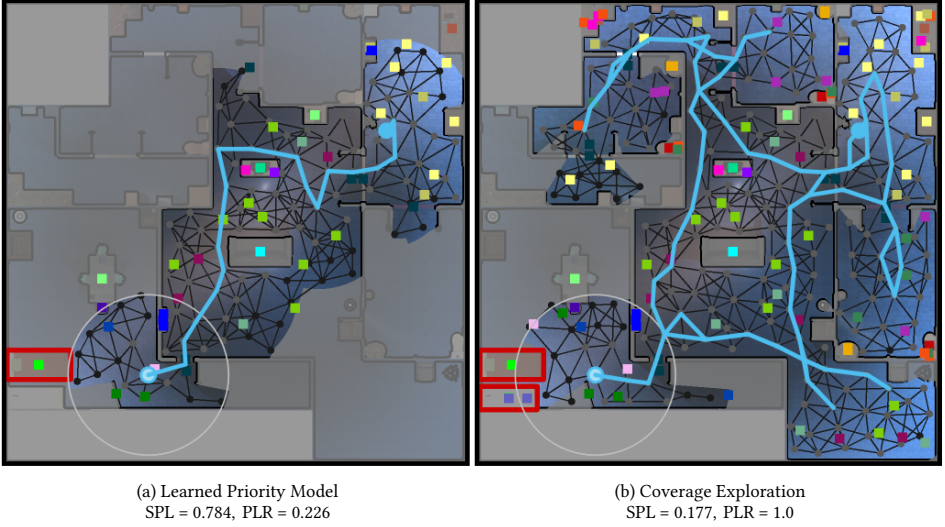 (a) Learned Priority Model
SPL = 0.784, PLR = 0.226
(b) Coverage Exploration
SPL = 0.177, PLR = 1.0